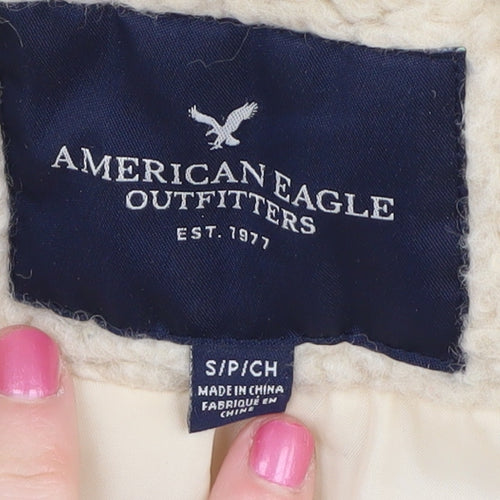 AMERICAN EAGLE
OUTFITTERS
EST. 1977
S/P/CH
MADE IN CHINA
FABRIQUÉ EN
CHINE